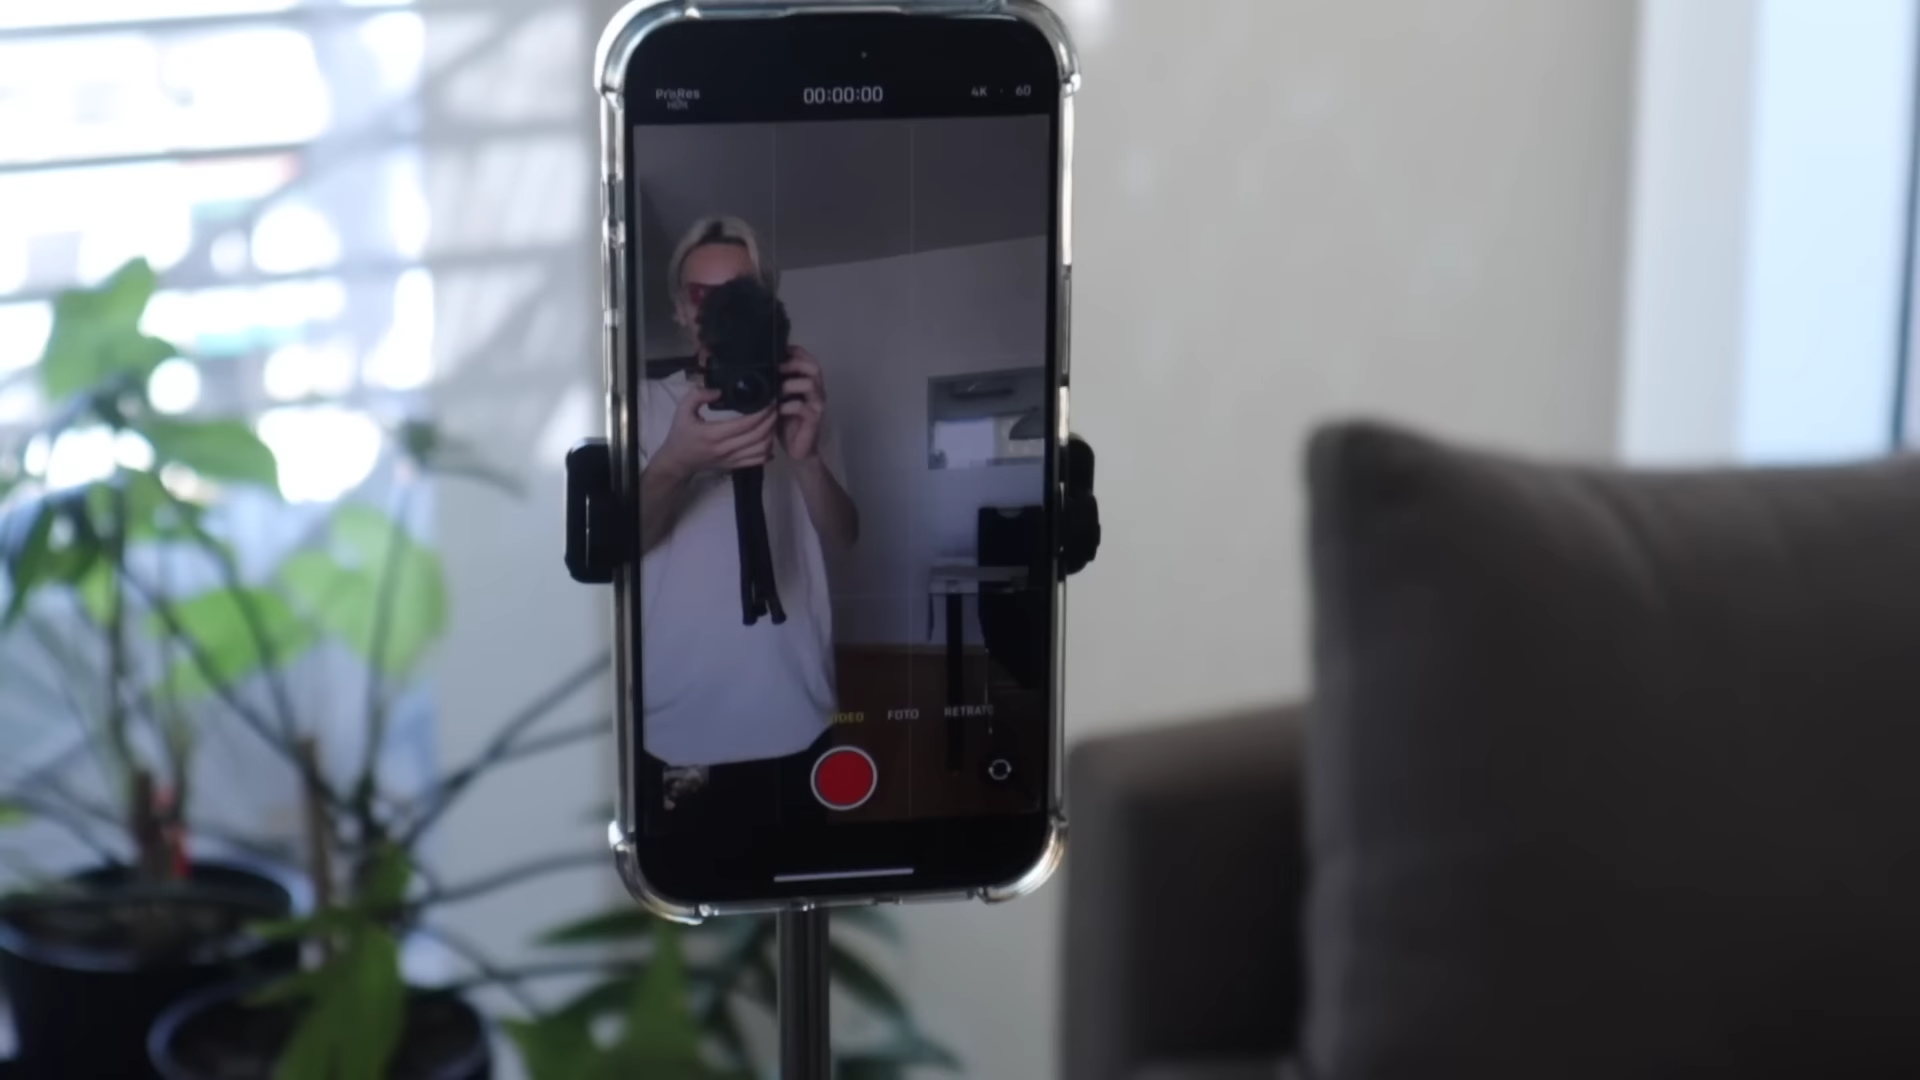 ProRes
HDR
00:00:00
4K · 60
VIDEO FOTO RETRATO